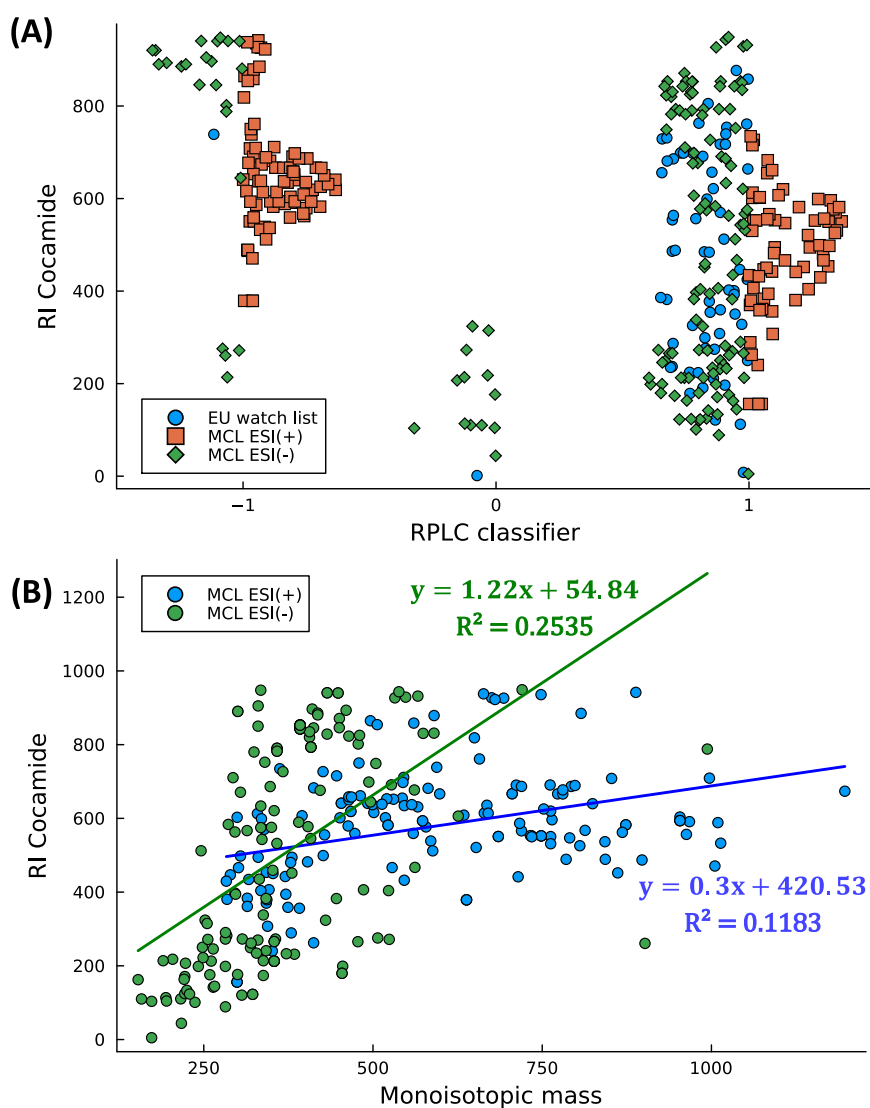 (A)
RI Cocamide
800
600
400
200
0
EU watch list
MCL ESI(+)
MCL ESI(-)
−1
0
1
RPLC classifier
(B)
RI Cocamide
1200
1000
800
600
400
200
0
MCL ESI(+)
MCL ESI(-)
y = 1.22x + 54.84
R² = 0.2535
y = 0.3x + 420.53
R² = 0.1183
250
500
750
1000
Monoisotopic mass